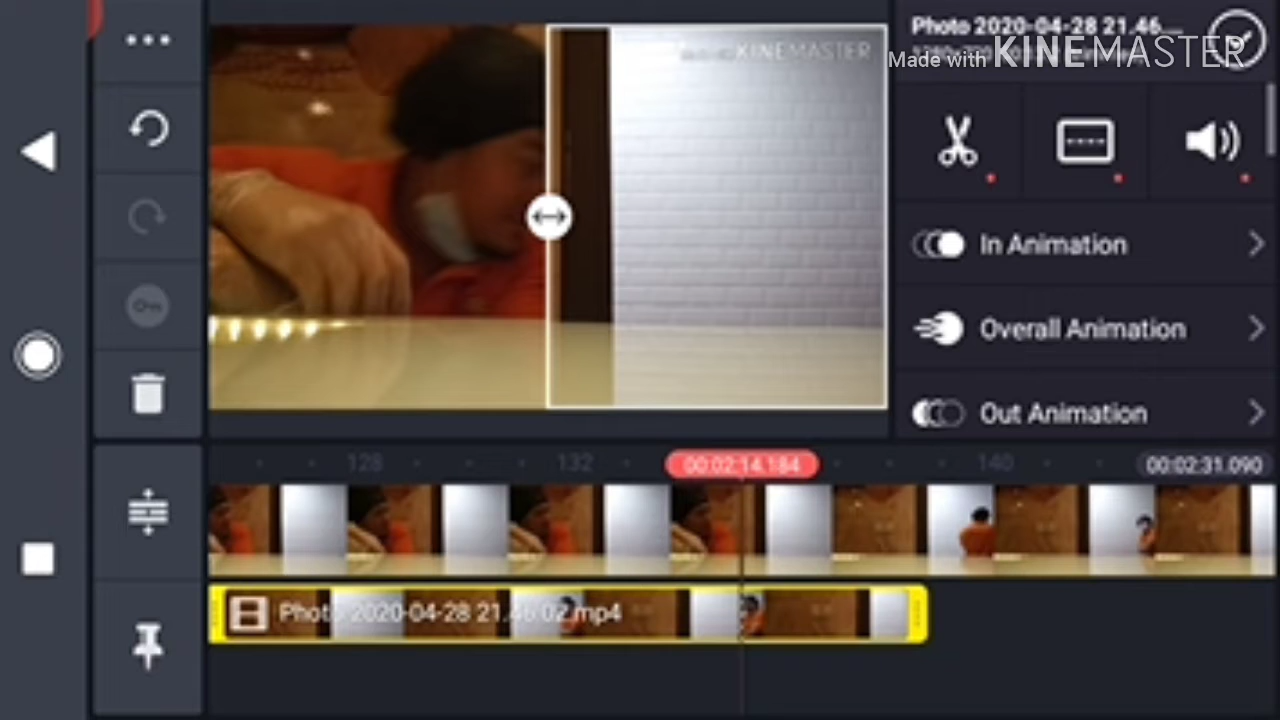 Photo 2020-04-28 21.46....
Made with KINEMASTER
KINEMASTER
In Animation
Overall Animation
Out Animation
128
132
00:02:14.184
140
00:02:31.090
Photo 2020-04-28 21.46.02.mp4